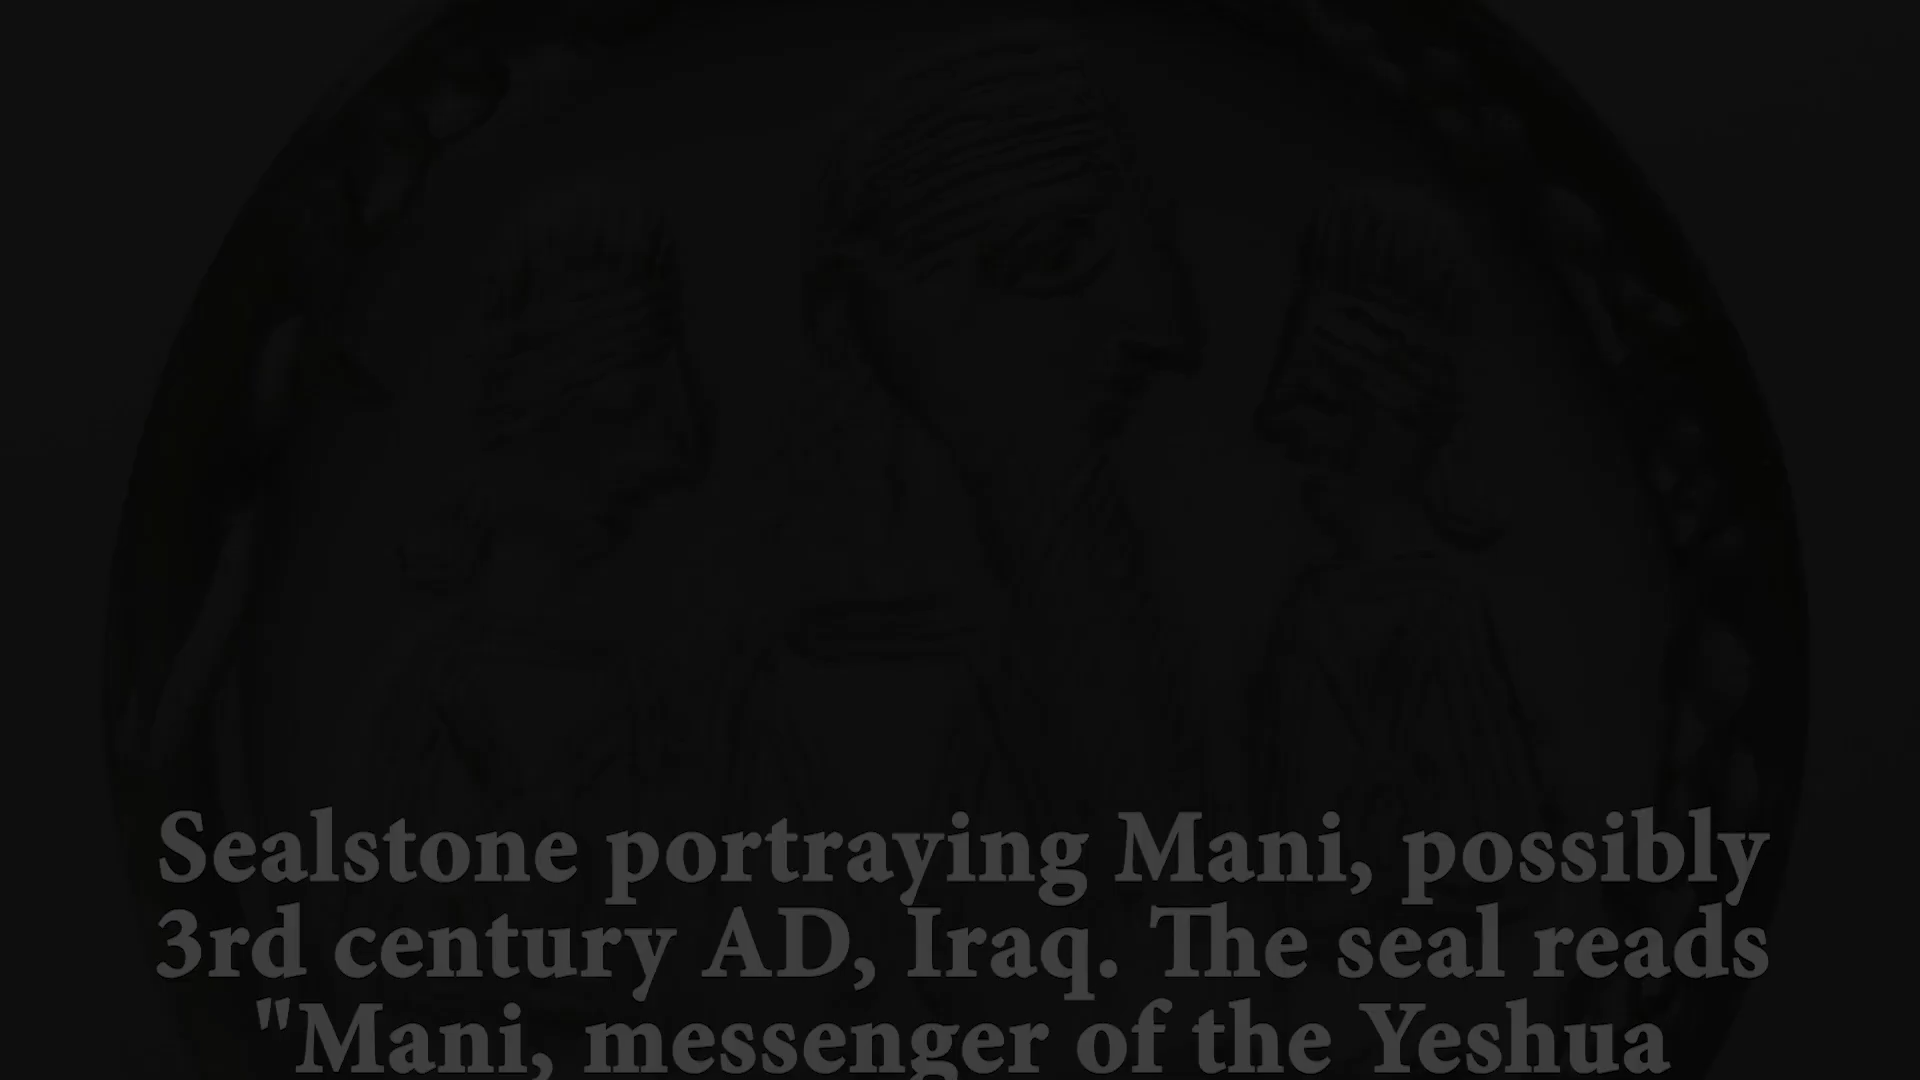 Sealstone portraying Mani, possibly
3rd century AD, Iraq. The seal reads
"Mani, messenger of the Yeshua